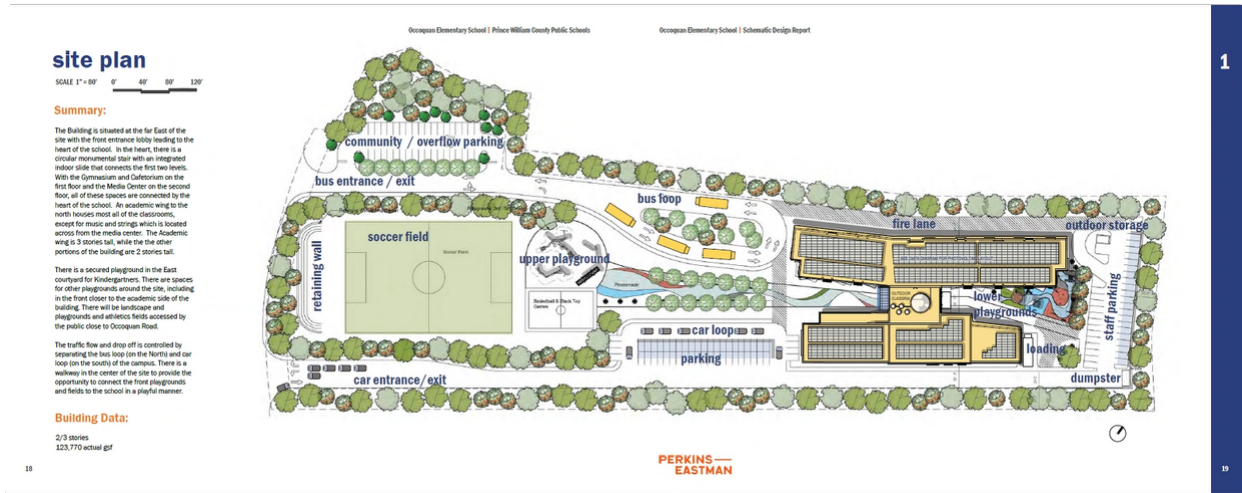 Occoquan Elementary School | Prince William County Public Schools
Occoquan Elementary School | Schematic Design Report
1
site plan
SCALE 1" = 80' 0' 40' 80' 120'
Summary:
The Building is situated at the far East of the
site with the front entrance lobby leading to the
heart of the school. In the heart, there is a
circular monumental stair with an integrated
indoor slide that connects the first two levels.
With the Gymnasium and Cafetorium on the
first floor and the Media Center on the second
floor, all of these spaces are connected by the
heart of the school. An academic wing to the
north houses most all of the classrooms,
except for music and strings which is located
across from the media center. The Academic
wing is 3 stories tall, while the the other
portions of the building are 2 stories tall.
There is a secured playground in the East
courtyard for Kindergartners. There are spaces
for other playgrounds around the site, including
in the front closer to the academic side of the
building. There will be landscape and
playgrounds and athletics fields accessed by
the public close to Occoquan Road.
The traffic flow and drop off is controlled by
separating the bus loop (on the North) and car
loop (on the south) of the campus. There is a
walkway in the center of the site to provide the
opportunity to connect the front playgrounds
and fields to the school in a playful manner.
Building Data:
2/3 stories
123,770 actual gsf
community / overflow parking
bus entrance / exit
bus loop
fire lane
outdoor storage
soccer field
Soccer Field
retaining wall
upper playground
Promenade
Basketball & Black Top
Games
OUTDOOR
CLASSROOM
lower
playgrounds
staff parking
car loop
parking
loading
car entrance/exit
dumpster
PERKINS—
EASTMAN
18
19